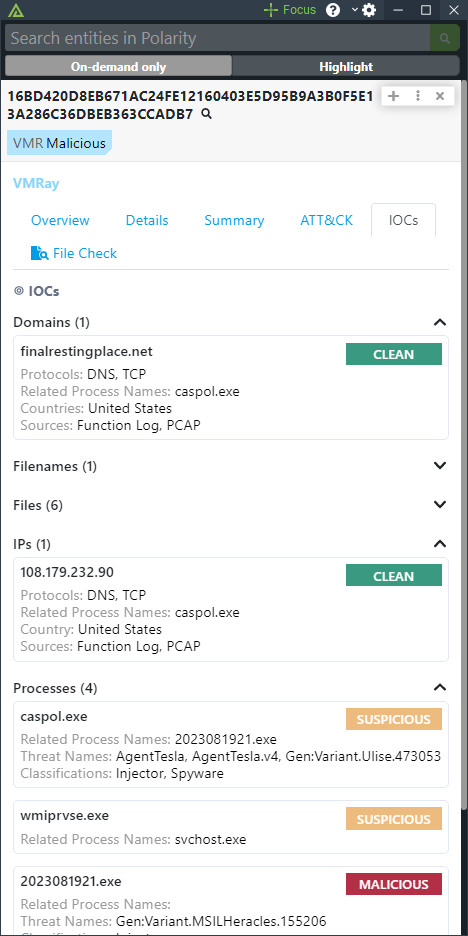 Focus
Search entities in Polarity
On-demand only
Highlight
16BD420D8EB671AC24FE12160403E5D95B9A3B0F5E1
3A286C36DBEB363CCADB7
VMR Malicious
VMRay
Overview
Details
Summary
ATT&CK
IOCs
File Check
IOCs
Domains (1)
finalrestingplace.net
CLEAN
Protocols: DNS, TCP
Related Process Names: caspol.exe
Countries: United States
Sources: Function Log, PCAP
Filenames (1)
Files (6)
IPs (1)
108.179.232.90
CLEAN
Protocols: DNS, TCP
Related Process Names: caspol.exe
Country: United States
Sources: Function Log, PCAP
Processes (4)
caspol.exe
SUSPICIOUS
Related Process Names: 2023081921.exe
Threat Names: AgentTesla, AgentTesla.v4, Gen:Variant.Ulise.473053
Classifications: Injector, Spyware
wmiprvse.exe
SUSPICIOUS
Related Process Names: svchost.exe
2023081921.exe
MALICIOUS
Related Process Names:
Threat Names: Gen:Variant.MSILHeracles.155206